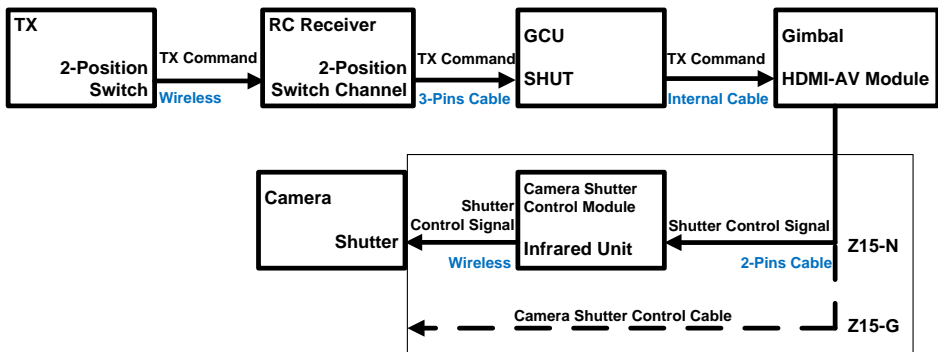 TX
2-Position
Switch
TX Command
Wireless
RC Receiver
2-Position
Switch Channel
TX Command
3-Pins Cable
GCU
SHUT
TX Command
Internal Cable
Gimbal
HDMI-AV Module
Camera
Shutter
Shutter
Control Signal
Wireless
Camera Shutter
Control Module
Infrared Unit
Shutter Control Signal
2-Pins Cable
Z15-N
Camera Shutter Control Cable
Z15-G